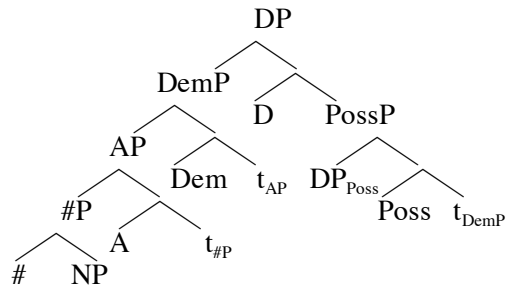 DP
DemP D PossP
AP Dem t_AP DP_Poss Poss t_DemP
#P A t_#P
# NP